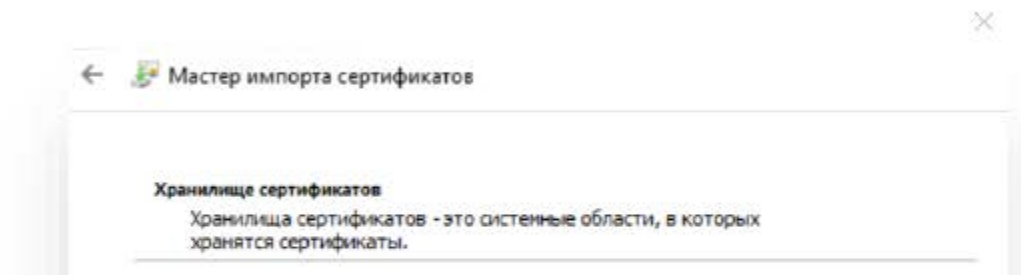 Мастер импорта сертификатов
Хранилище сертификатов
Хранилища сертификатов - это системные области, в которых
хранятся сертификаты.